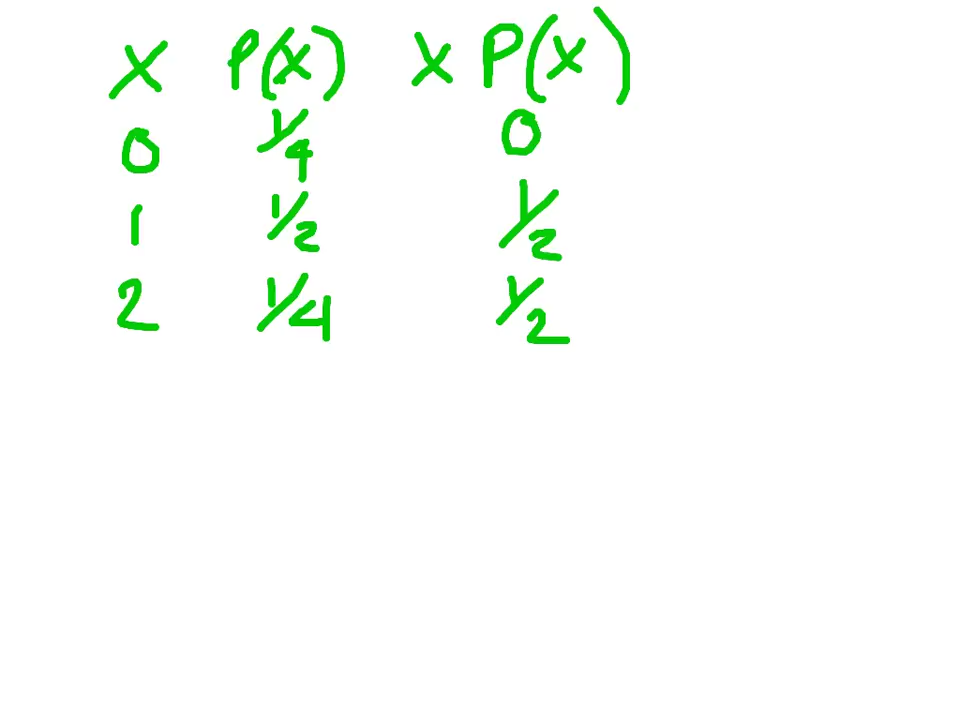 X P(X) X P(X)
0 1/4 0
1 1/2 1/2
2 1/4 1/2